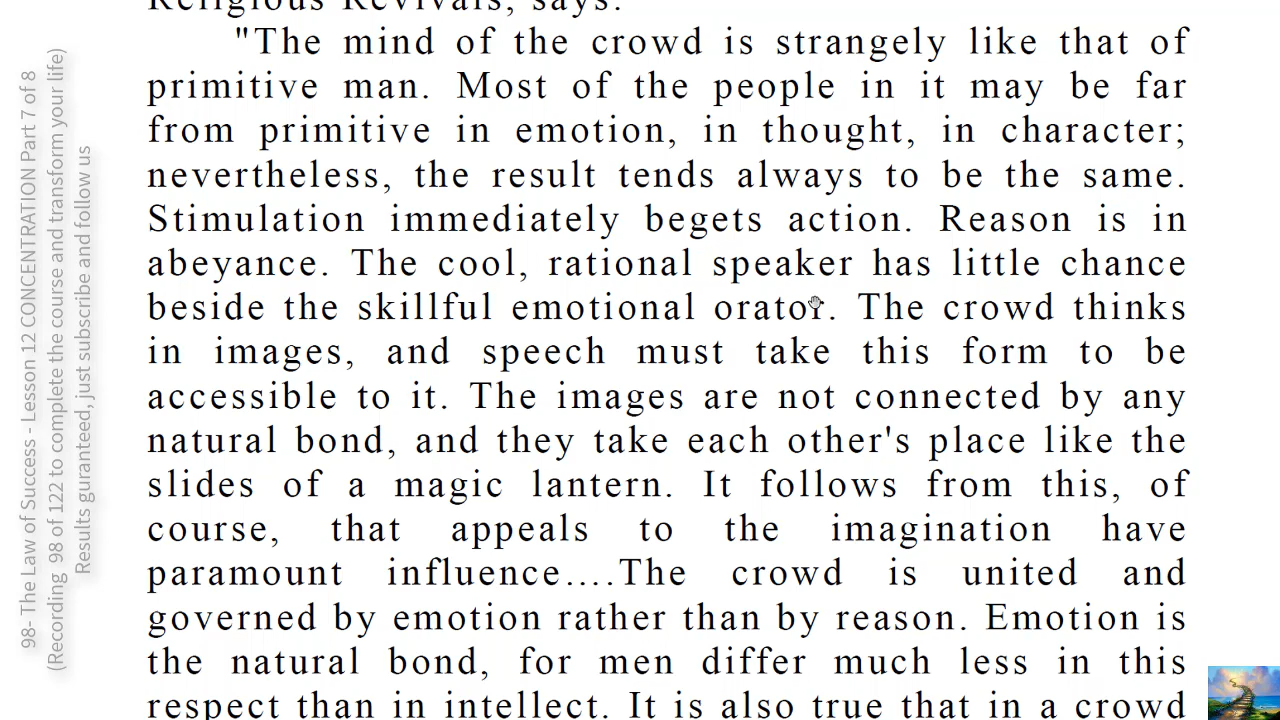 Religious Revivals, says:
"The mind of the crowd is strangely like that of
primitive man. Most of the people in it may be far
from primitive in emotion, in thought, in character;
nevertheless, the result tends always to be the same.
Stimulation immediately begets action. Reason is in
abeyance. The cool, rational speaker has little chance
beside the skillful emotional orator. The crowd thinks
in images, and speech must take this form to be
accessible to it. The images are not connected by any
natural bond, and they take each other's place like the
slides of a magic lantern. It follows from this, of
course, that appeals to the imagination have
paramount influence....The crowd is united and
governed by emotion rather than by reason. Emotion is
the natural bond, for men differ much less in this
respect than in intellect. It is also true that in a crowd
98- The Law of Success - Lesson 12 CONCENTRATION Part 7 of 8
(Recording 98 of 122 to complete the course and transform your life)
Results guranteed, just subscribe and follow us